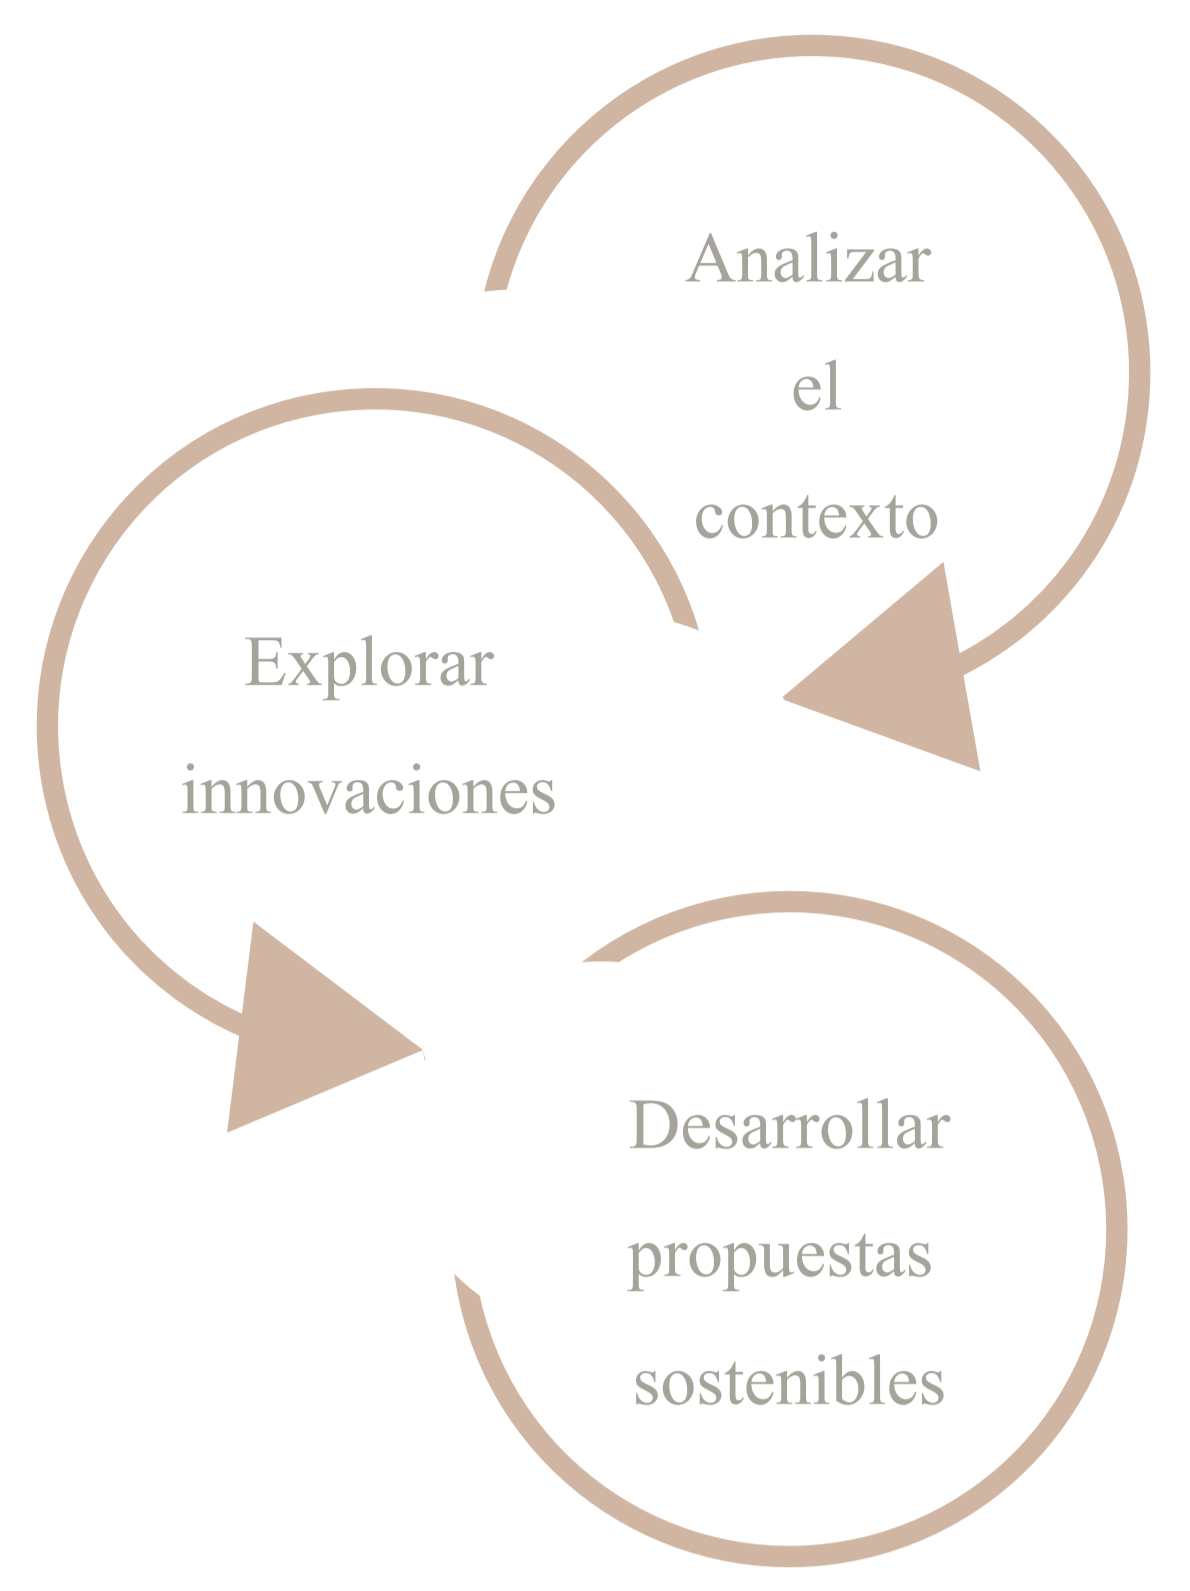 Analizar
el
contexto
Explorar
innovaciones
Desarrollar
propuestas
sostenibles